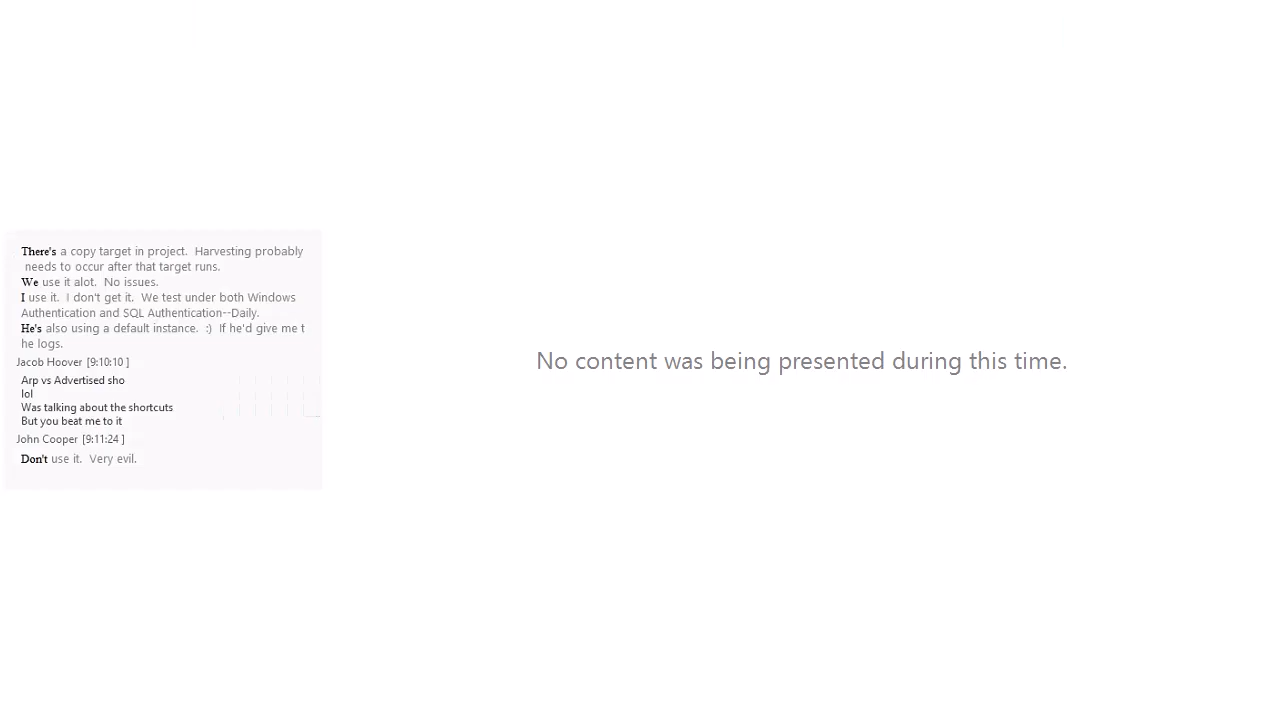 There's a copy target in project.  Harvesting probably
needs to occur after that target runs.
We use it alot.  No issues.
I use it.  I don't get it.  We test under both Windows
Authentication and SQL Authentication--Daily.
He's also using a default instance.  :)  If he'd give me t
he logs.
Jacob Hoover [9:10:10 ]
Arp vs Advertised sho
lol
Was talking about the shortcuts
But you beat me to it
John Cooper [9:11:24 ]
Don't use it.  Very evil.
No content was being presented during this time.